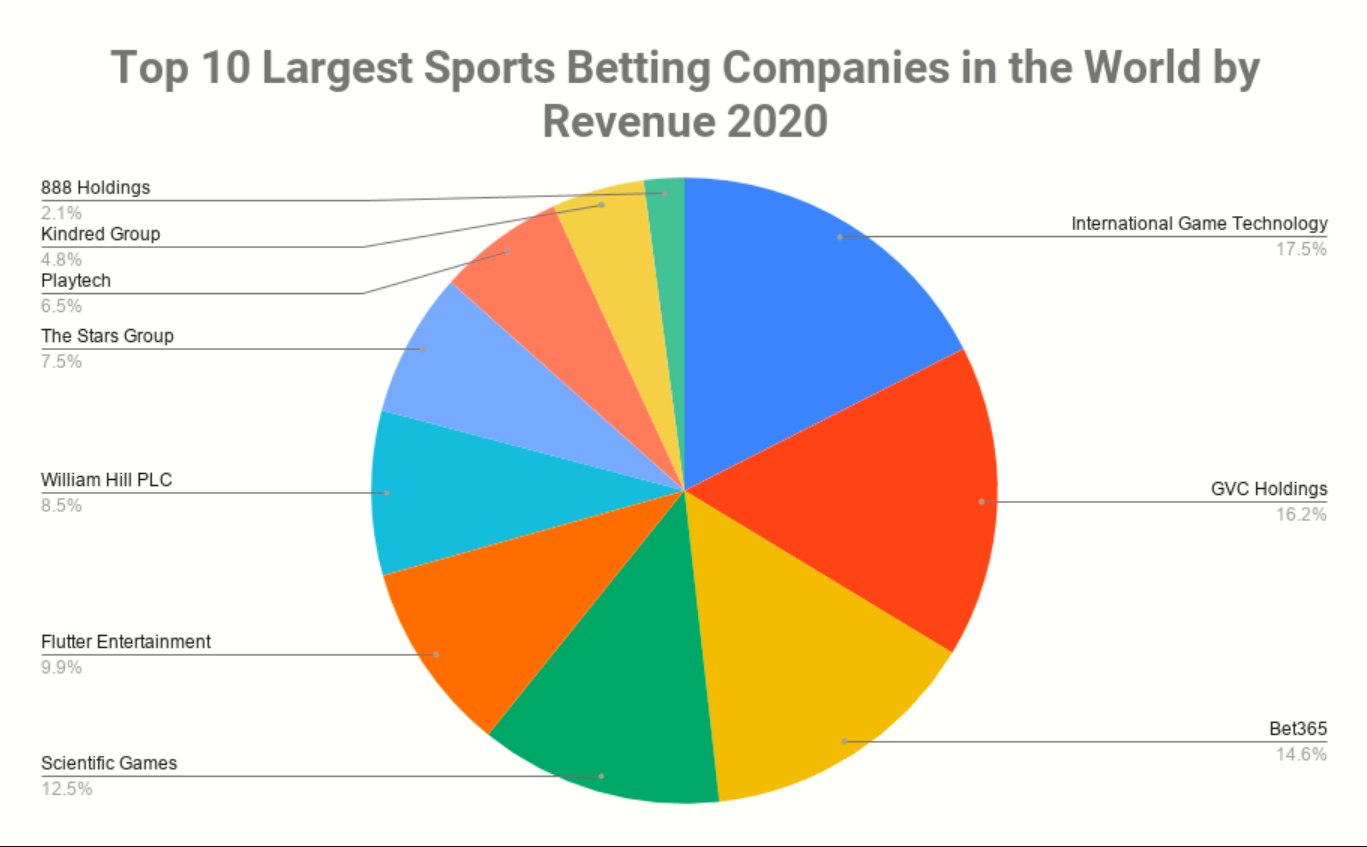 Top 10 Largest Sports Betting Companies in the World by
Revenue 2020
888 Holdings
2.1%
Kindred Group
4.8%
Playtech
6.5%
The Stars Group
7.5%
William Hill PLC
8.5%
Flutter Entertainment
9.9%
Scientific Games
12.5%
International Game Technology
17.5%
GVC Holdings
16.2%
Bet365
14.6%